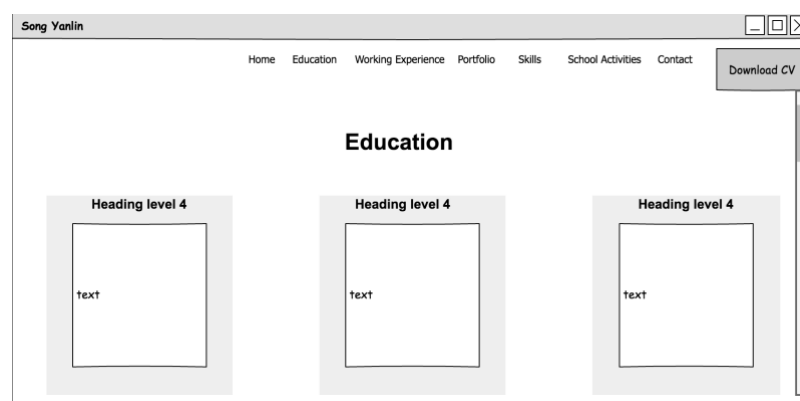 Song Yanlin
Home Education Working Experience Portfolio Skills School Activities Contact
Download CV
Education
Heading level 4 Heading level 4 Heading level 4
text text text